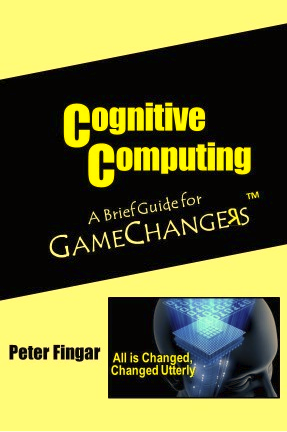 Cognitive
Computing
A Brief Guide for
GAMECHANGERS™
Peter Fingar
All is Changed,
Changed Utterly